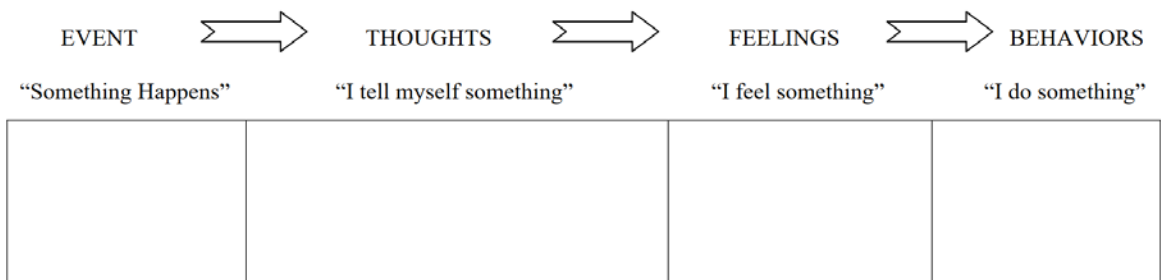 EVENT THOUGHTS FEELINGS BEHAVIORS
“Something Happens” “I tell myself something” “I feel something” “I do something”